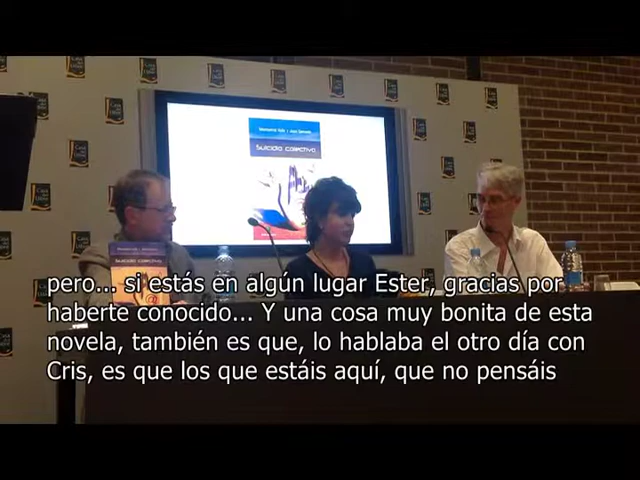 Suicidio colectivo
pero... si estás en algún lugar Ester, gracias por
haberte conocido... Y una cosa muy bonita de esta
novela, también es que, lo hablaba el otro día con
Cris, es que los que estáis aquí, que no pensáis